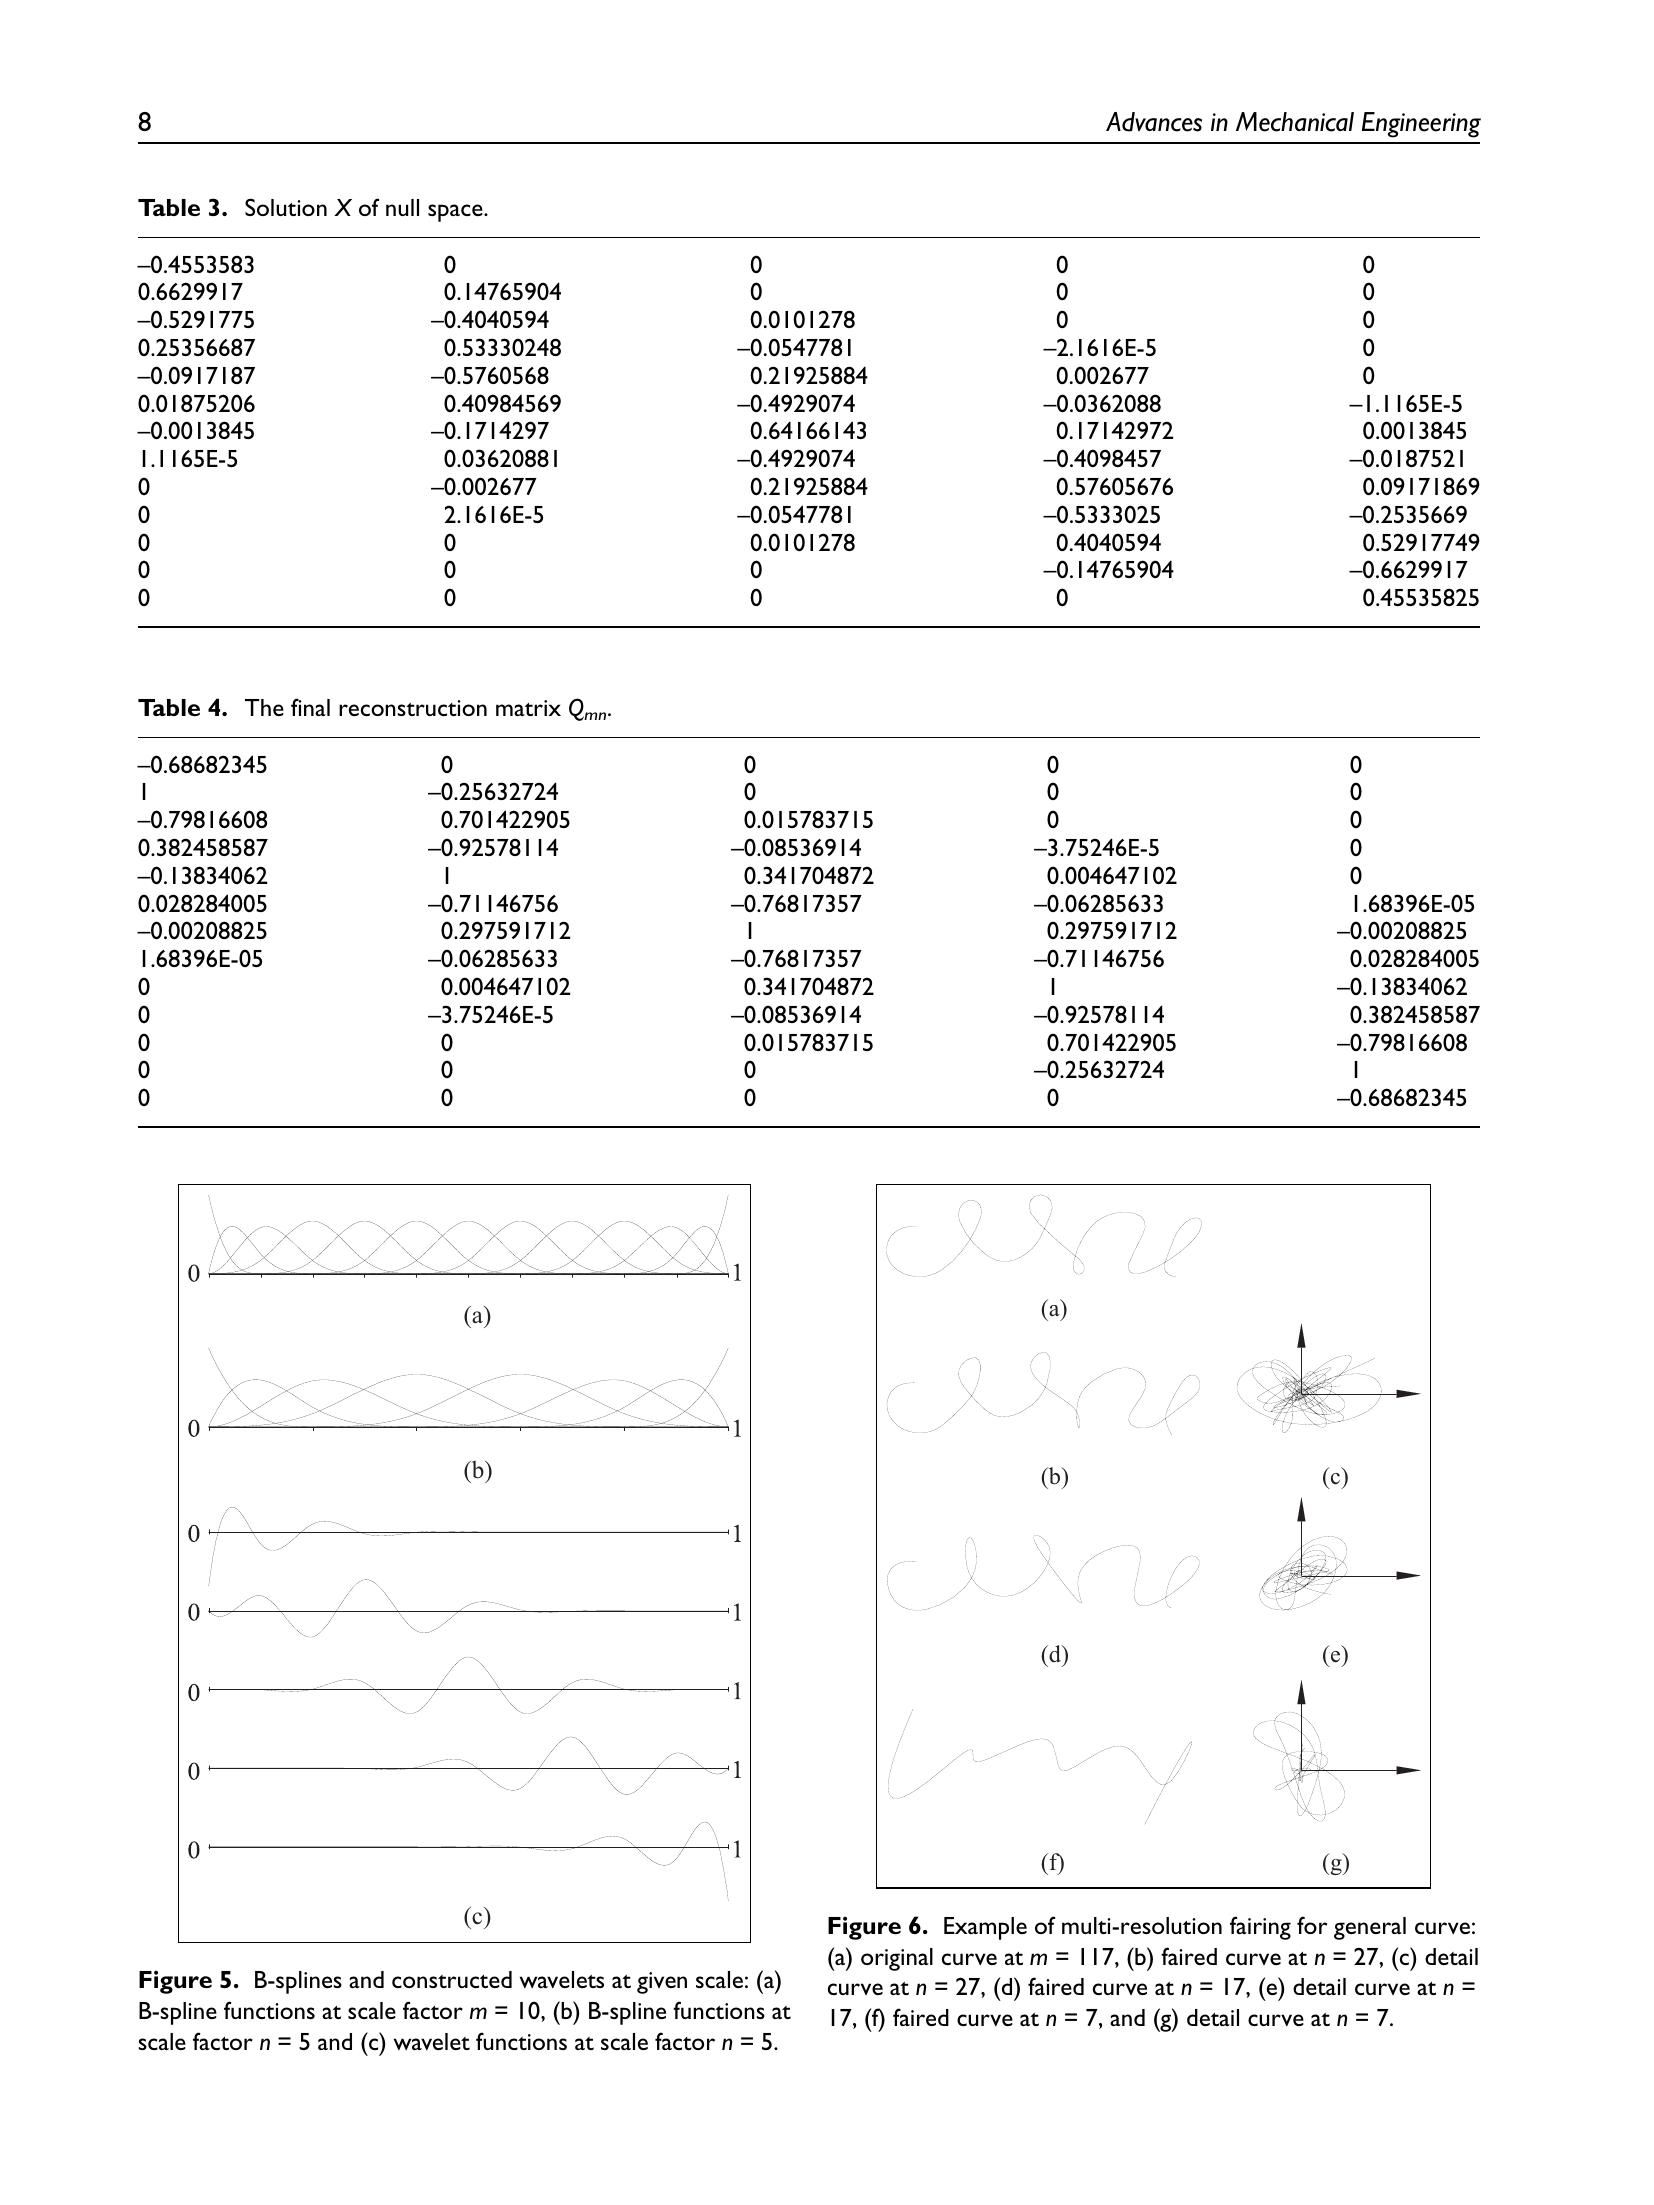 8
Advances in Mechanical Engineering
Table 3. Solution X of null space.
–0.4553583 0 0 0 0
0.6629917 0.14765904 0 0 0
–0.5291775 –0.4040594 0.0101278 0 0
0.25356687 0.53330248 –0.0547781 –2.1616E-5 0
–0.0917187 –0.5760568 0.21925884 0.002677 0
0.01875206 0.40984569 –0.4929074 –0.0362088 –1.1165E-5
–0.0013845 –0.1714297 0.64166143 0.17142972 0.0013845
1.1165E-5 0.03620881 –0.4929074 –0.4098457 –0.0187521
0 –0.002677 0.21925884 0.57605676 0.09171869
0 2.1616E-5 –0.0547781 –0.5333025 –0.2535669
0 0 0.0101278 0.4040594 0.52917749
0 0 0 –0.14765904 –0.6629917
0 0 0 0 0.45535825
Table 4. The final reconstruction matrix Qmn.
–0.68682345 0 0 0 0
1 –0.25632724 0 0 0
–0.79816608 0.701422905 0.015783715 0 0
0.382458587 –0.92578114 –0.08536914 –3.75246E-5 0
–0.13834062 1 0.341704872 0.004647102 0
0.028284005 –0.71146756 –0.76817357 –0.06285633 1.68396E-05
–0.00208825 0.297591712 1 0.297591712 –0.00208825
1.68396E-05 –0.06285633 –0.76817357 –0.71146756 0.028284005
0 0.004647102 0.341704872 1 –0.13834062
0 –3.75246E-5 –0.08536914 –0.92578114 0.382458587
0 0 0.015783715 0.701422905 –0.79816608
0 0 0 –0.25632724 1
0 0 0 0 –0.68682345
0 1
(a)
0 1
(b)
0 1
0 1
0 1
0 1
0 1
(c)
Figure 5. B-splines and constructed wavelets at given scale: (a)
B-spline functions at scale factor m = 10, (b) B-spline functions at
scale factor n = 5 and (c) wavelet functions at scale factor n = 5.
(a)
(b) (c)
(d) (e)
(f) (g)
Figure 6. Example of multi-resolution fairing for general curve:
(a) original curve at m = 117, (b) faired curve at n = 27, (c) detail
curve at n = 27, (d) faired curve at n = 17, (e) detail curve at n =
17, (f) faired curve at n = 7, and (g) detail curve at n = 7.